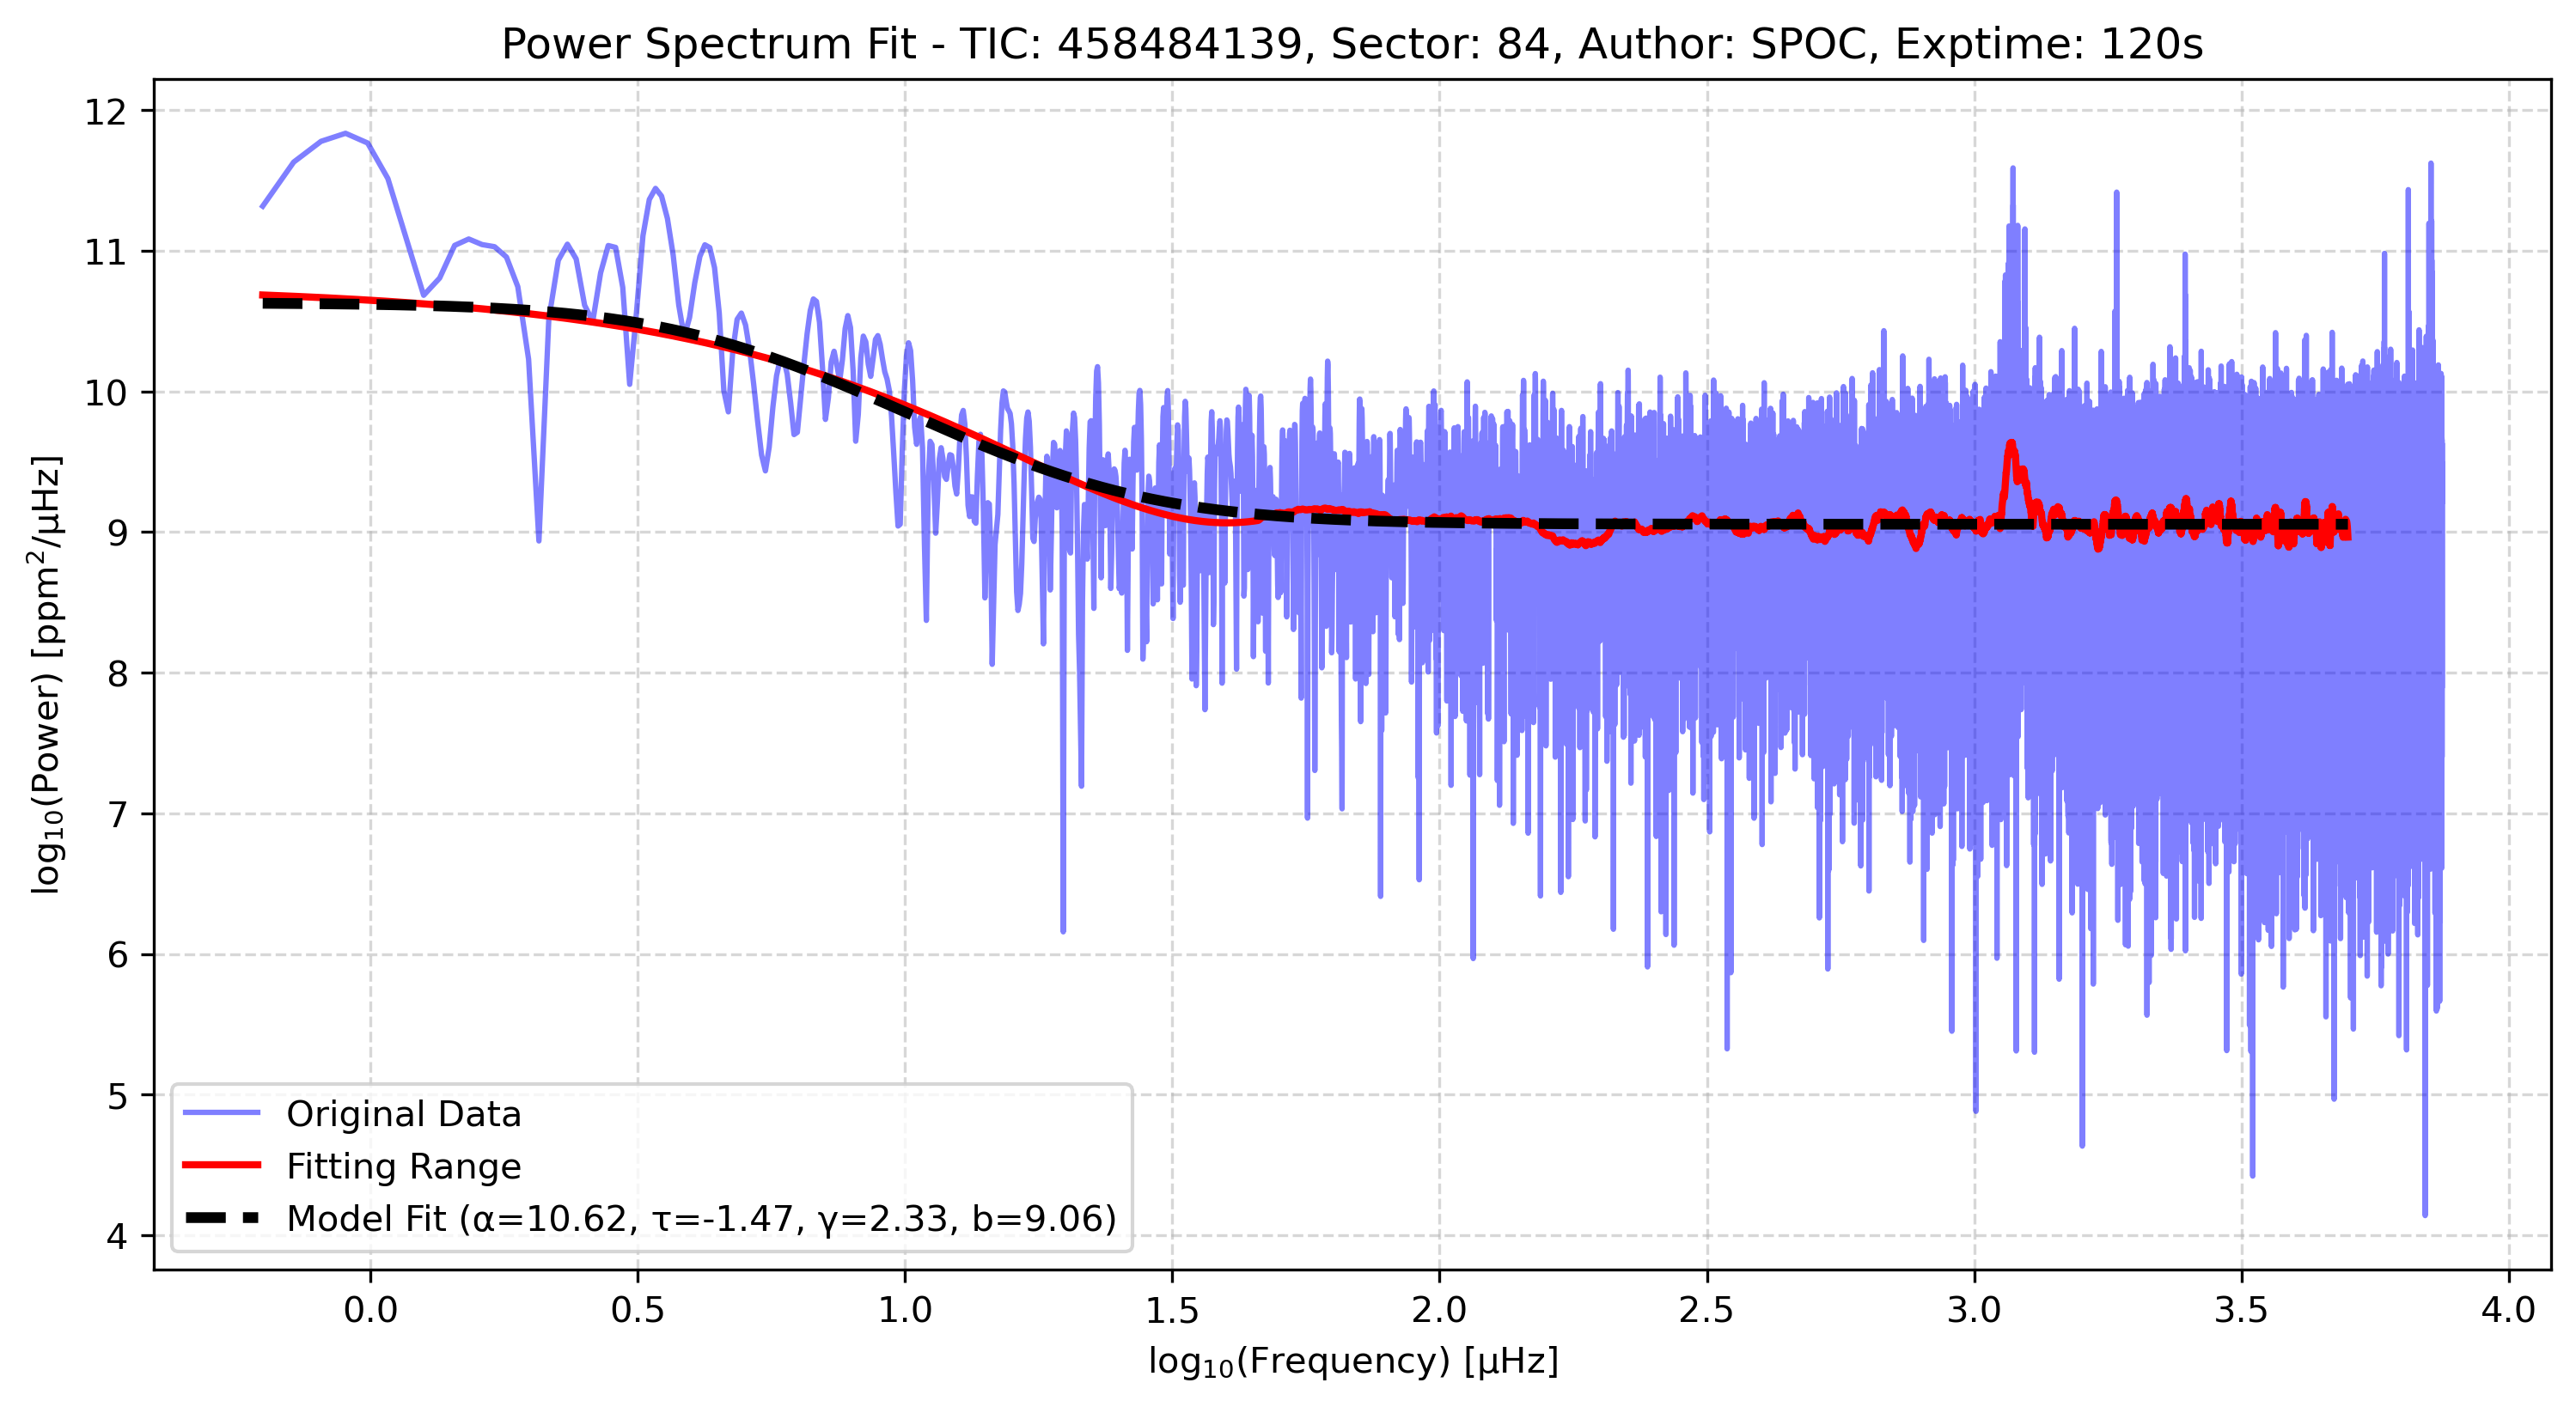 Power Spectrum Fit - TIC: 458484139, Sector: 84, Author: SPOC, Exptime: 120s
log₁₀(Power) [ppm²/μHz]
12
11
10
9
8
7
6
5
4
Original Data
Fitting Range
Model Fit (α=10.62, τ=-1.47, γ=2.33, b=9.06)
0.0 0.5 1.0 1.5 2.0 2.5 3.0 3.5 4.0
log₁₀(Frequency) [μHz]